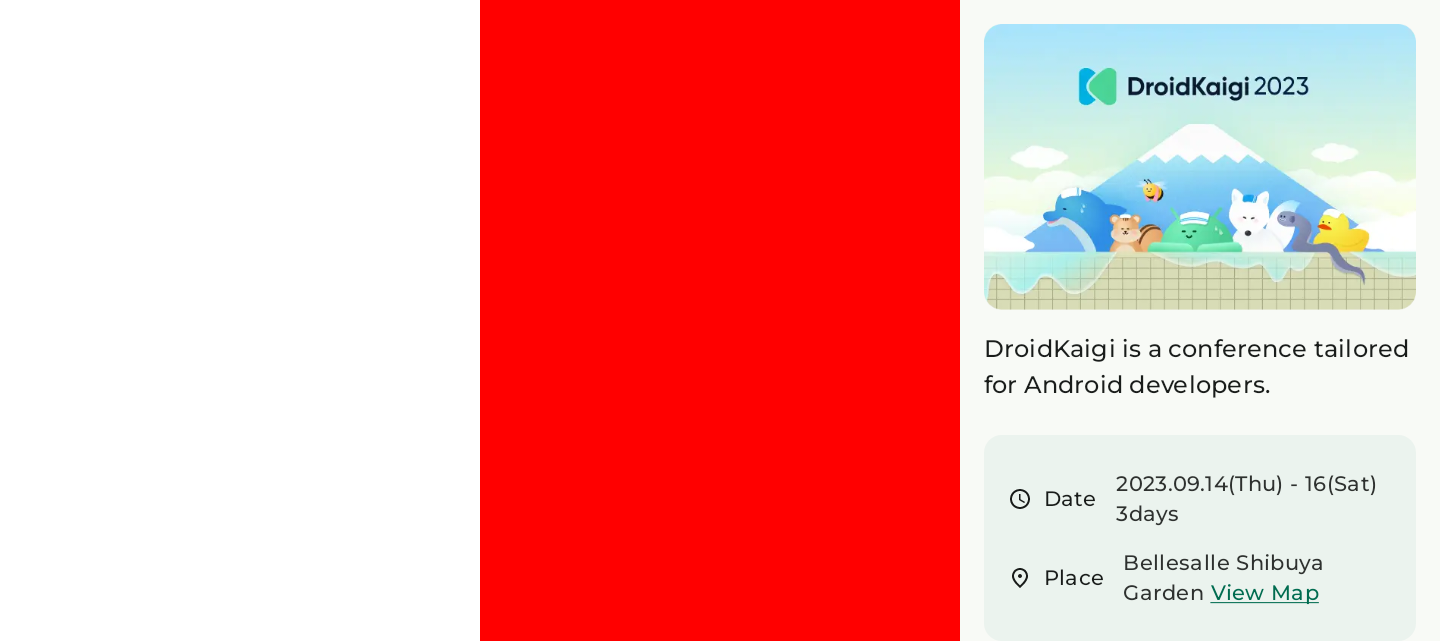 DroidKaigi 2023
DroidKaigi is a conference tailored
for Android developers.
Date
2023.09.14(Thu) - 16(Sat)
3days
Place
Bellesalle Shibuya
Garden View Map